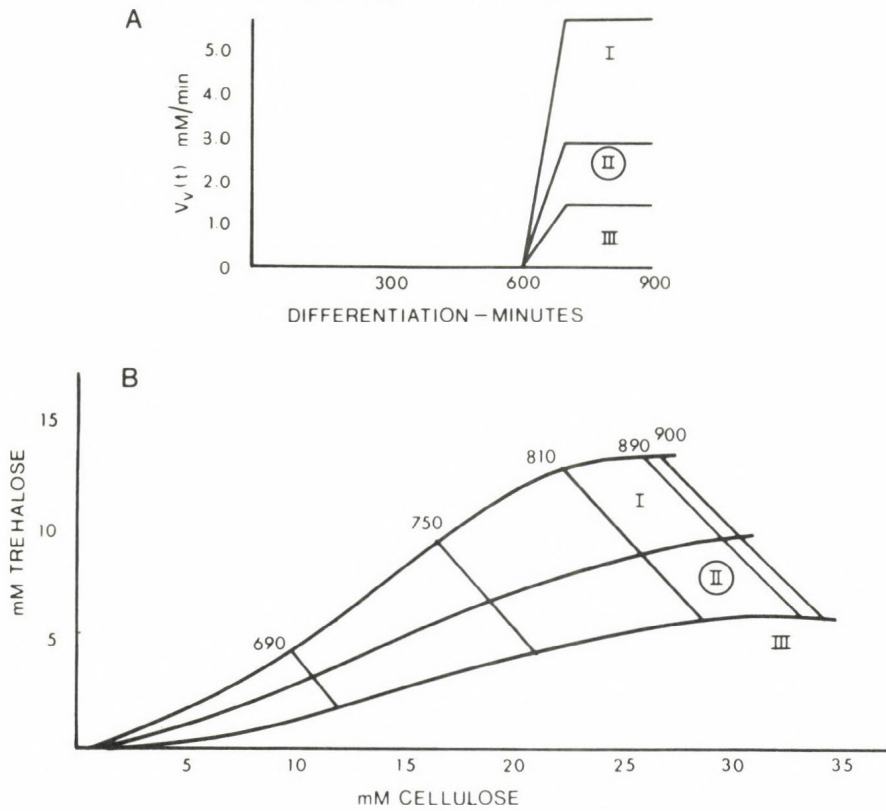 A
V_v(t) mM/min
5.0
4.0
3.0
2.0
1.0
0
I
II
III
300 600 900
DIFFERENTIATION – MINUTES
B
mM TREHALOSE
15
10
5
690
750
810
890
900
I
II
III
5 10 15 20 25 30 35
mM CELLULOSE